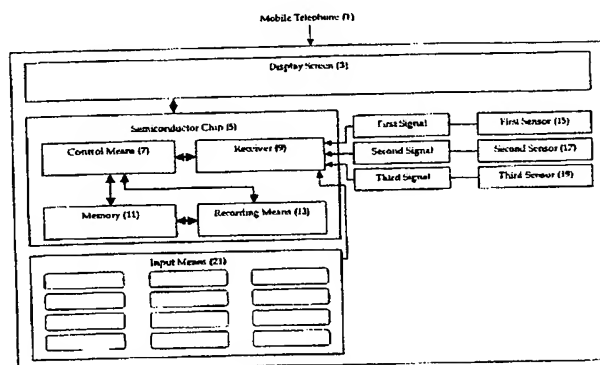 Mobile Telephone (1)
Display Screen (3)
Semiconductor Chip (5)
First Signal
First Sensor (15)
Control Means (7)
Receiver (9)
Second Signal
Second Sensor (17)
Third Signal
Third Sensor (19)
Memory (11)
Recording Means (13)
Input Means (21)